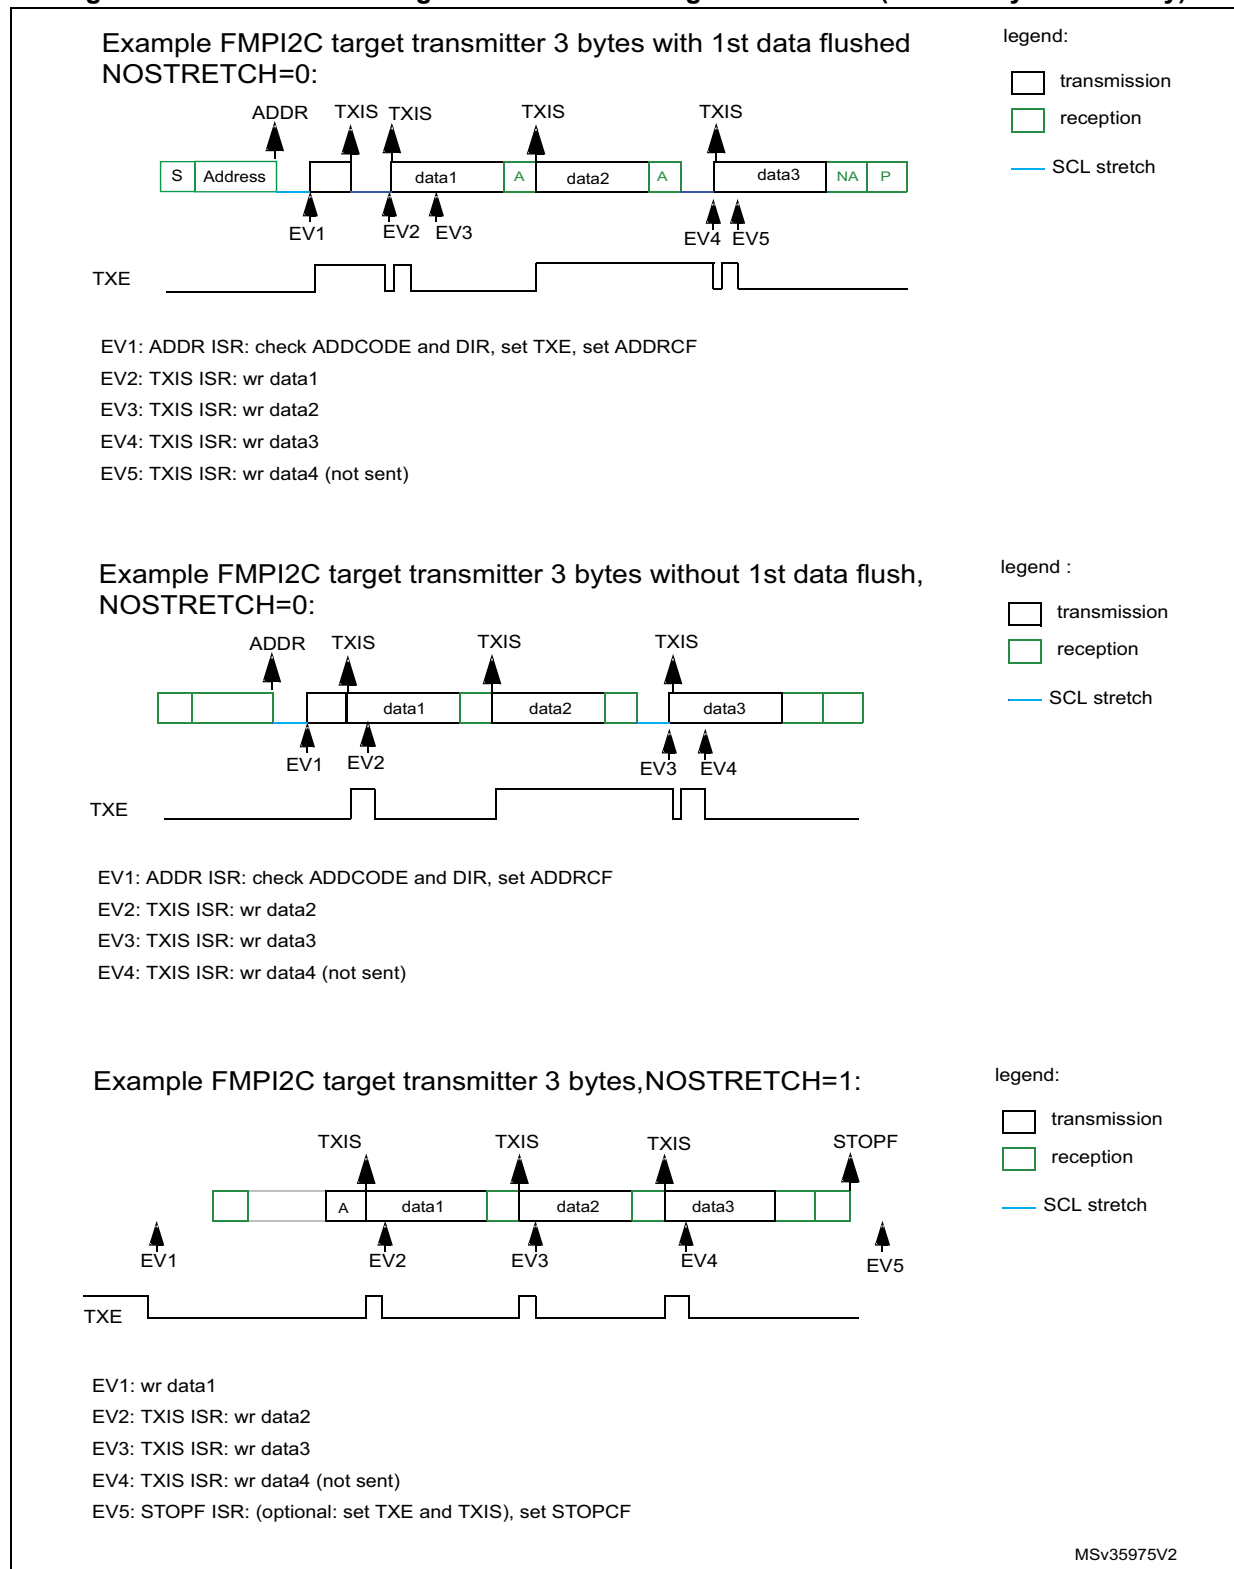 Example FMPI2C target transmitter 3 bytes with 1st data flushed
NOSTRETCH=0:
legend:
transmission
reception
SCL stretch
ADDR TXIS TXIS TXIS TXIS
S Address data1 A data2 A data3 NA P
EV1 EV2 EV3 EV4 EV5
TXE
EV1: ADDR ISR: check ADDCODE and DIR, set TXE, set ADDRCF
EV2: TXIS ISR: wr data1
EV3: TXIS ISR: wr data2
EV4: TXIS ISR: wr data3
EV5: TXIS ISR: wr data4 (not sent)
Example FMPI2C target transmitter 3 bytes without 1st data flush,
NOSTRETCH=0:
legend :
transmission
reception
SCL stretch
ADDR TXIS TXIS TXIS
data1 data2 data3
EV1 EV2 EV3 EV4
TXE
EV1: ADDR ISR: check ADDCODE and DIR, set ADDRCF
EV2: TXIS ISR: wr data2
EV3: TXIS ISR: wr data3
EV4: TXIS ISR: wr data4 (not sent)
Example FMPI2C target transmitter 3 bytes,NOSTRETCH=1:
legend:
transmission
reception
SCL stretch
TXIS TXIS TXIS STOPF
A data1 data2 data3
EV1 EV2 EV3 EV4 EV5
TXE
EV1: wr data1
EV2: TXIS ISR: wr data2
EV3: TXIS ISR: wr data3
EV4: TXIS ISR: wr data4 (not sent)
EV5: STOPF ISR: (optional: set TXE and TXIS), set STOPCF
MSv35975V2